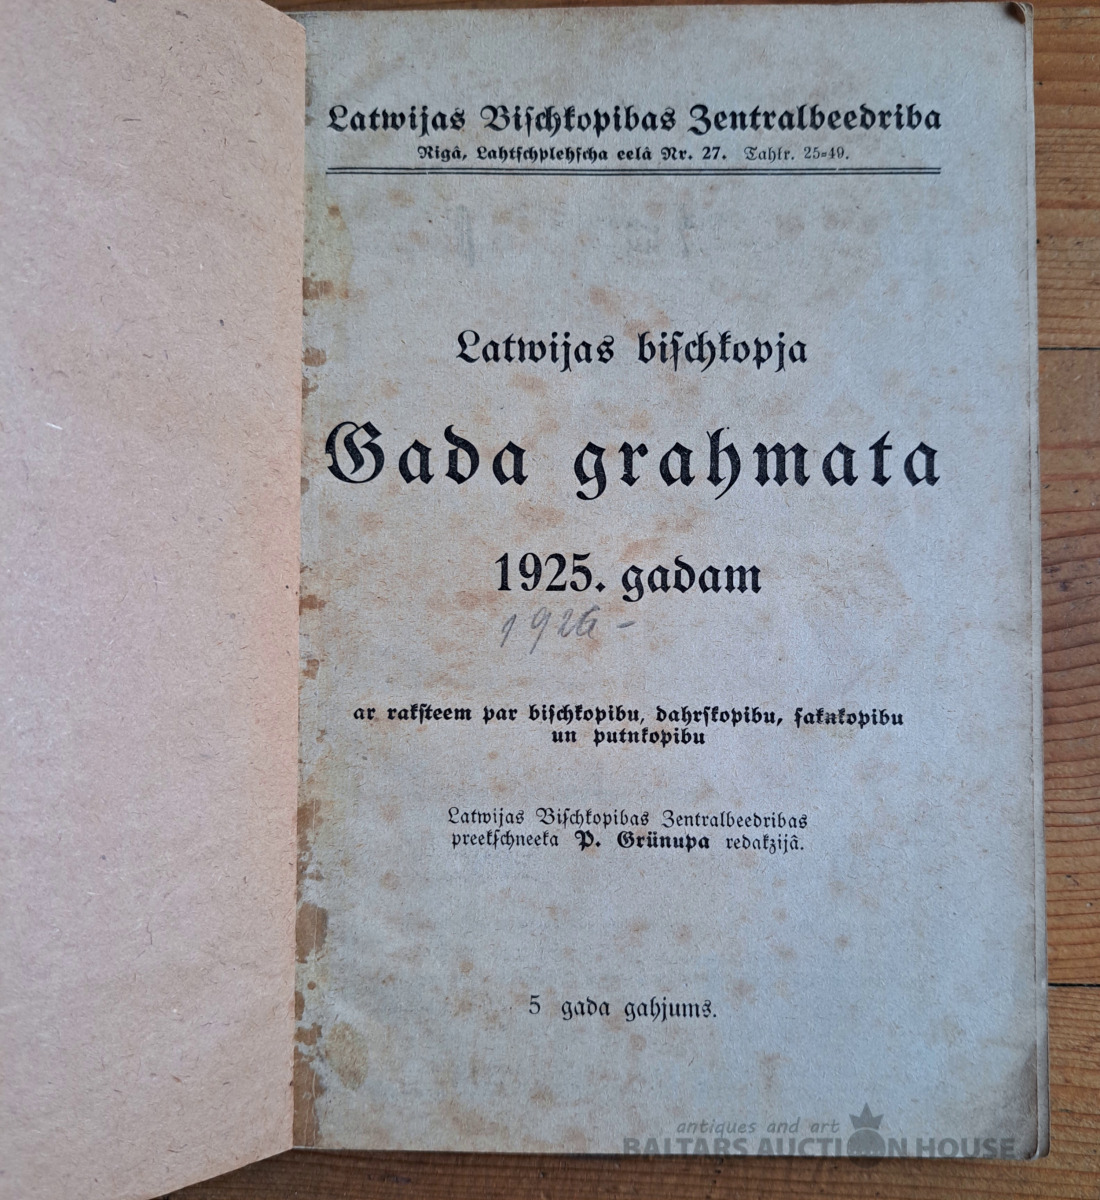 Latwijas Biſchkopibas Zentralbeedriba
Rigâ, Lahtſchplehſcha eelâ Nr. 27. Tahlr. 25=49.
Latwijas biſchkopja
Gada grahmata
1925. gadam
1926 -
ar rakſteem par biſchkopibu, dahrſkopibu, ſaknkopibu
un putnkopibu
Latwijas Biſchkopibas Zentralbeedribas
preekſchneeka P. Grünupa redakzijâ.
5 gada gahjums.
antiques and art
BALTARS AUCTION HOUSE